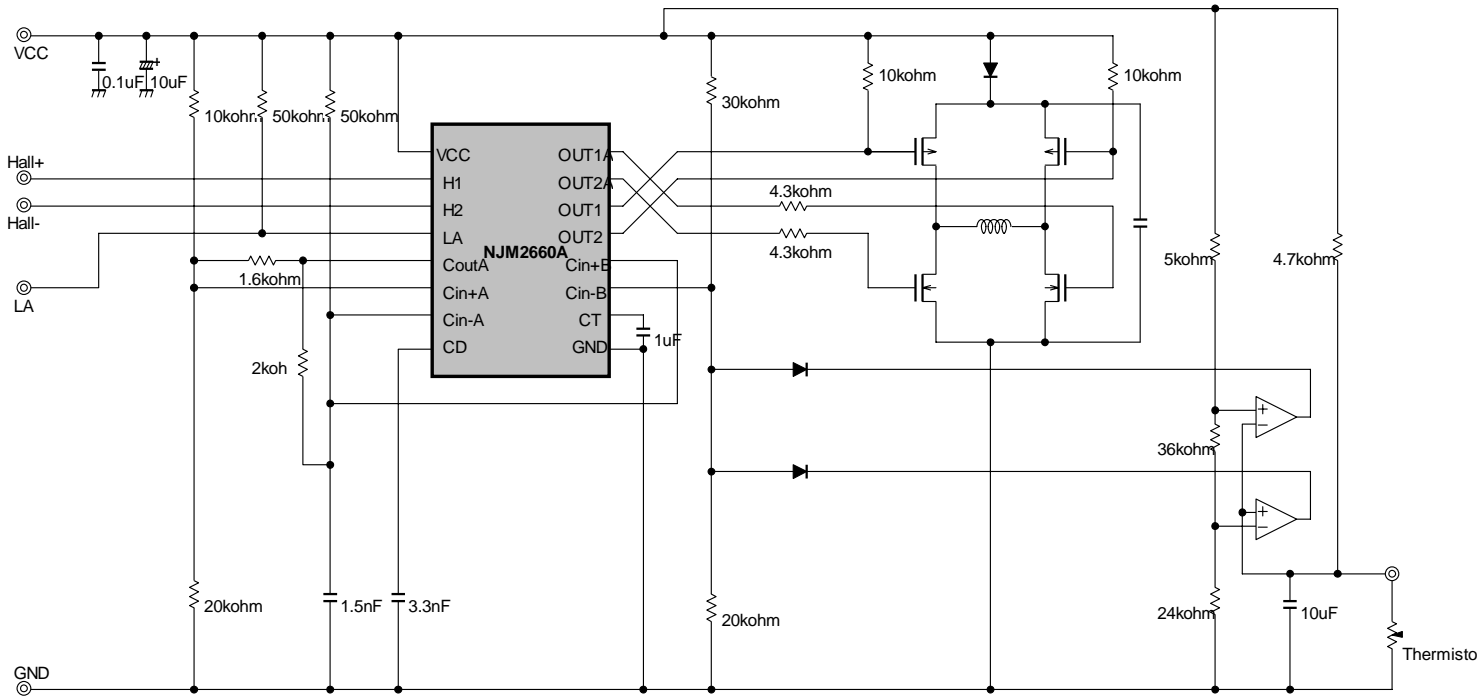 VCC
0.1uF
10uF
10kohm
50kohm
50kohm
30kohm
10kohm
10kohm
Hall+
Hall-
LA
VCC
H1
H2
LA
CoutA
Cin+A
Cin-A
CD
NJM2660A
OUT1A
OUT2A
OUT1
OUT2
Cin+B
Cin-B
CT
GND
4.3kohm
4.3kohm
1.6kohm
1uF
2koh
5kohm
4.7kohm
+
−
36kohm
+
−
20kohm
1.5nF
3.3nF
20kohm
24kohm
10uF
Thermisto
GND